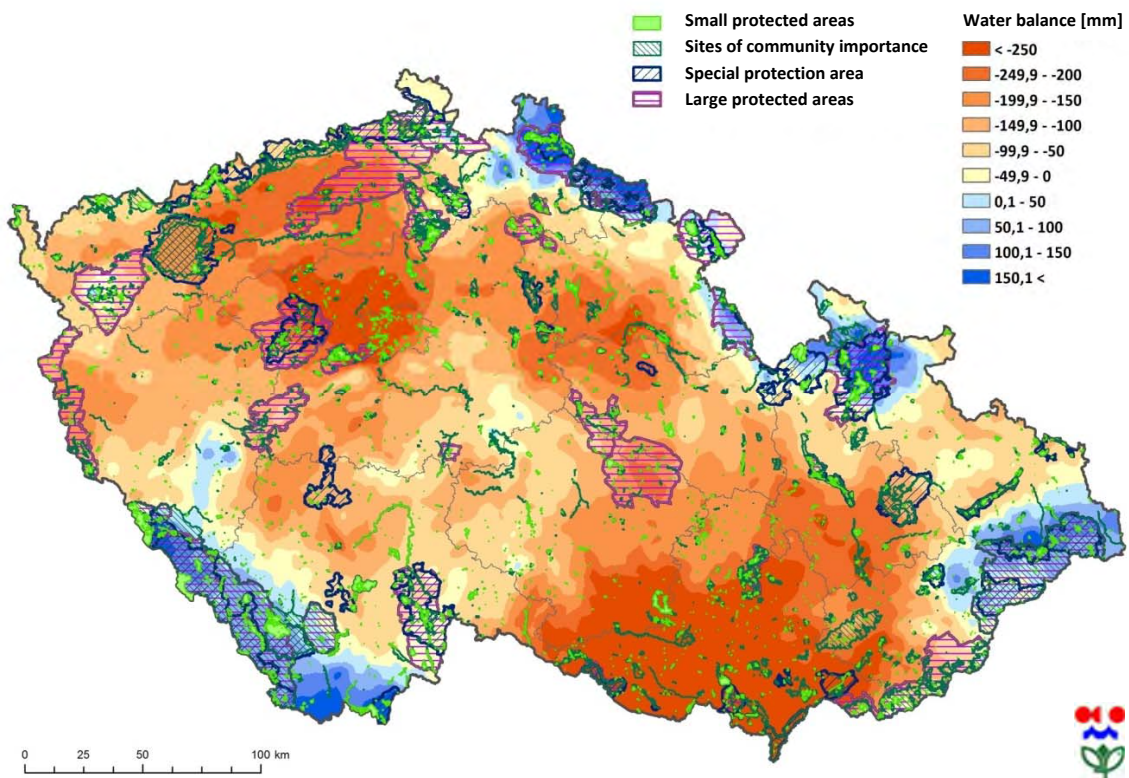 Small protected areas
Sites of community importance
Special protection area
Large protected areas
Water balance [mm]
< -250
-249,9 - -200
-199,9 - -150
-149,9 - -100
-99,9 - -50
-49,9 - 0
0,1 - 50
50,1 - 100
100,1 - 150
150,1 <
0 25 50 100 km